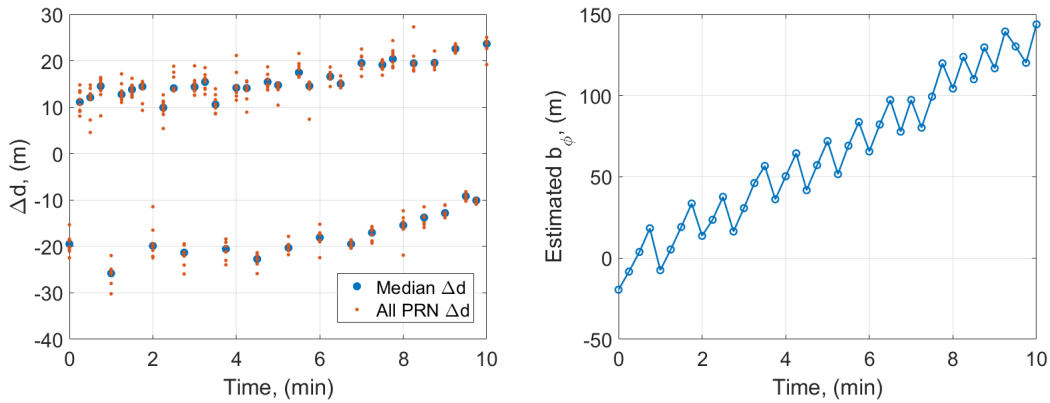 30
20
10
0
-10
-20
-30
-40
Δd, (m)
0 2 4 6 8 10
Time, (min)
Median Δd
All PRN Δd
150
100
50
0
-50
Estimated b_ϕ, (m)
0 2 4 6 8 10
Time, (min)